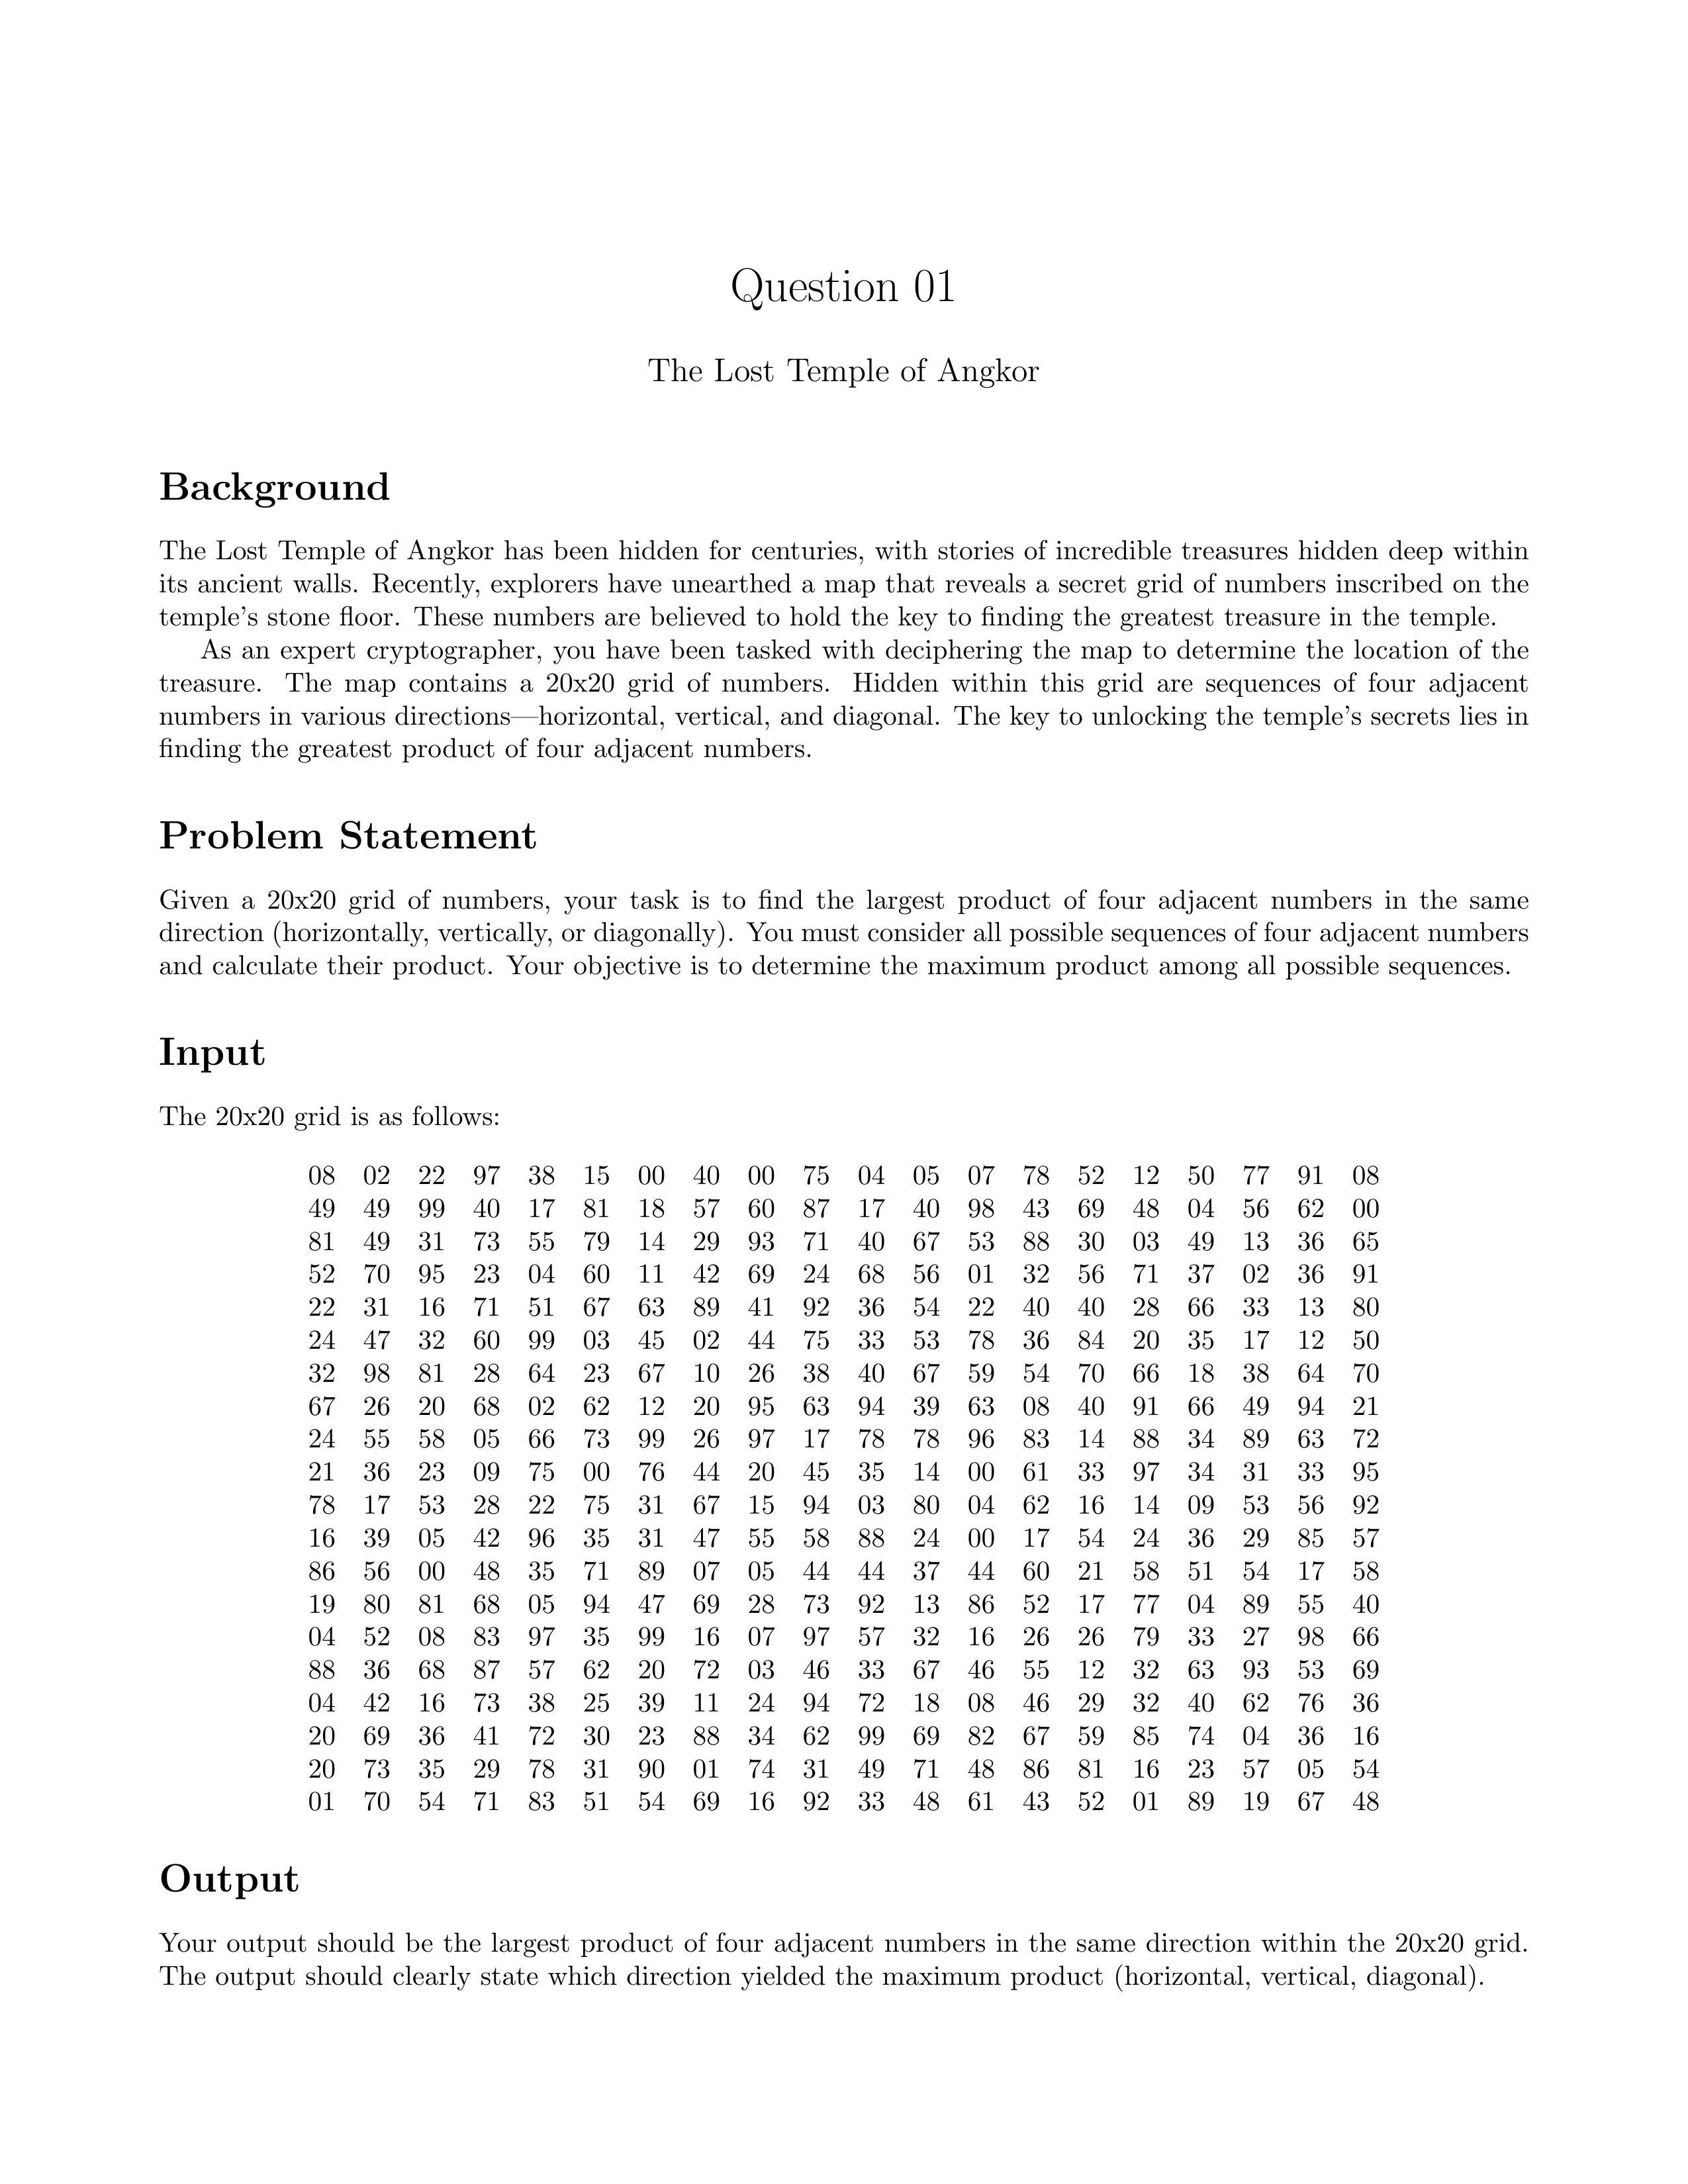 Question 01
The Lost Temple of Angkor
Background
The Lost Temple of Angkor has been hidden for centuries, with stories of incredible treasures hidden deep within
its ancient walls. Recently, explorers have unearthed a map that reveals a secret grid of numbers inscribed on the
temple's stone floor. These numbers are believed to hold the key to finding the greatest treasure in the temple.
As an expert cryptographer, you have been tasked with deciphering the map to determine the location of the
treasure. The map contains a 20x20 grid of numbers. Hidden within this grid are sequences of four adjacent
numbers in various directions—horizontal, vertical, and diagonal. The key to unlocking the temple's secrets lies in
finding the greatest product of four adjacent numbers.
Problem Statement
Given a 20x20 grid of numbers, your task is to find the largest product of four adjacent numbers in the same
direction (horizontally, vertically, or diagonally). You must consider all possible sequences of four adjacent numbers
and calculate their product. Your objective is to determine the maximum product among all possible sequences.
Input
The 20x20 grid is as follows:
08 02 22 97 38 15 00 40 00 75 04 05 07 78 52 12 50 77 91 08
49 49 99 40 17 81 18 57 60 87 17 40 98 43 69 48 04 56 62 00
81 49 31 73 55 79 14 29 93 71 40 67 53 88 30 03 49 13 36 65
52 70 95 23 04 60 11 42 69 24 68 56 01 32 56 71 37 02 36 91
22 31 16 71 51 67 63 89 41 92 36 54 22 40 40 28 66 33 13 80
24 47 32 60 99 03 45 02 44 75 33 53 78 36 84 20 35 17 12 50
32 98 81 28 64 23 67 10 26 38 40 67 59 54 70 66 18 38 64 70
67 26 20 68 02 62 12 20 95 63 94 39 63 08 40 91 66 49 94 21
24 55 58 05 66 73 99 26 97 17 78 78 96 83 14 88 34 89 63 72
21 36 23 09 75 00 76 44 20 45 35 14 00 61 33 97 34 31 33 95
78 17 53 28 22 75 31 67 15 94 03 80 04 62 16 14 09 53 56 92
16 39 05 42 96 35 31 47 55 58 88 24 00 17 54 24 36 29 85 57
86 56 00 48 35 71 89 07 05 44 44 37 44 60 21 58 51 54 17 58
19 80 81 68 05 94 47 69 28 73 92 13 86 52 17 77 04 89 55 40
04 52 08 83 97 35 99 16 07 97 57 32 16 26 26 79 33 27 98 66
88 36 68 87 57 62 20 72 03 46 33 67 46 55 12 32 63 93 53 69
04 42 16 73 38 25 39 11 24 94 72 18 08 46 29 32 40 62 76 36
20 69 36 41 72 30 23 88 34 62 99 69 82 67 59 85 74 04 36 16
20 73 35 29 78 31 90 01 74 31 49 71 48 86 81 16 23 57 05 54
01 70 54 71 83 51 54 69 16 92 33 48 61 43 52 01 89 19 67 48
Output
Your output should be the largest product of four adjacent numbers in the same direction within the 20x20 grid.
The output should clearly state which direction yielded the maximum product (horizontal, vertical, diagonal).